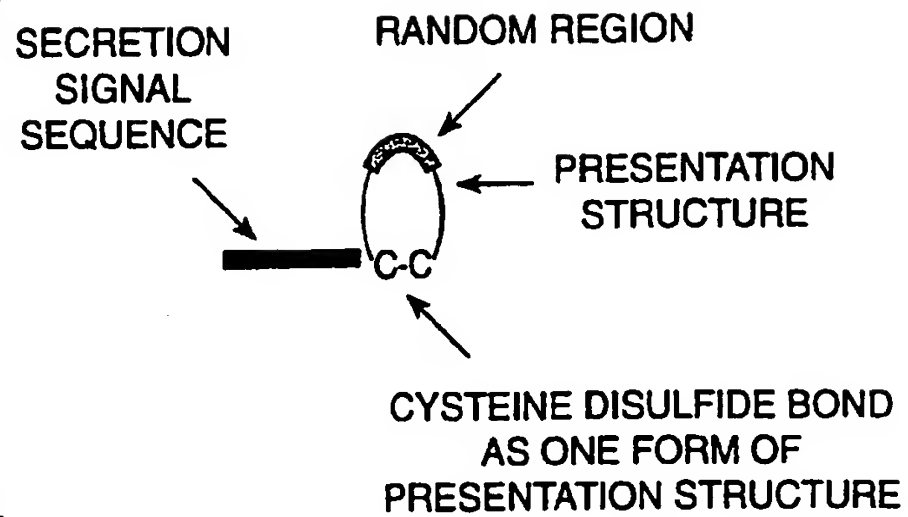 SECRETION
SIGNAL
SEQUENCE
RANDOM REGION
PRESENTATION
STRUCTURE
C-C
CYSTEINE DISULFIDE BOND
AS ONE FORM OF
PRESENTATION STRUCTURE